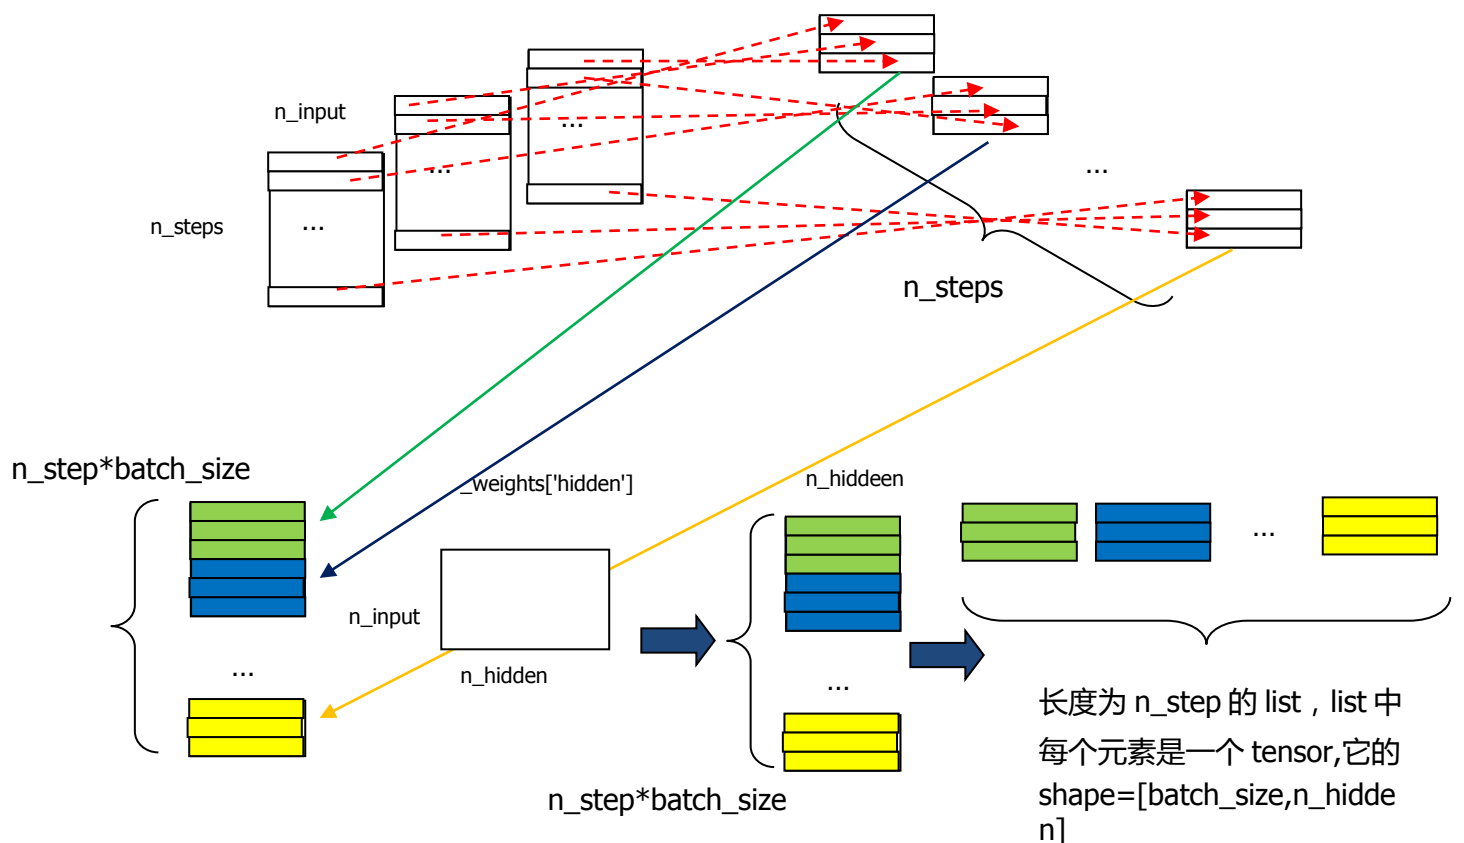 n_input
...
...
...
n_steps
...
n_steps
n_step*batch_size
_weights['hidden']
n_hiddeen
...
n_input
n_hidden
...
...
n_step*batch_size
长度为 n_step 的 list，list 中
每个元素是一个 tensor,它的
shape=[batch_size,n_hidde
n]